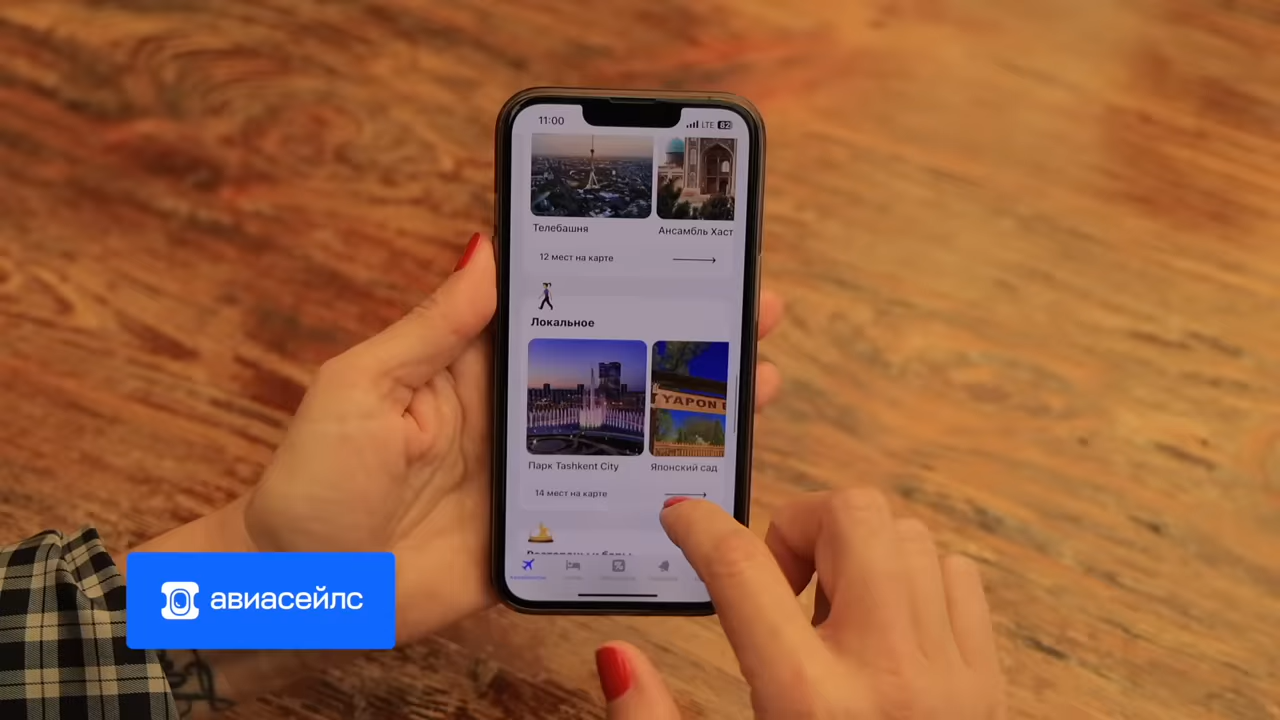 11:00
LTE 82
Телебашня
Ансамбль Хаст
12 мест на карте
Локальное
YAPON
Парк Tashkent City
Японский сад
14 мест на карте
авиасейлс